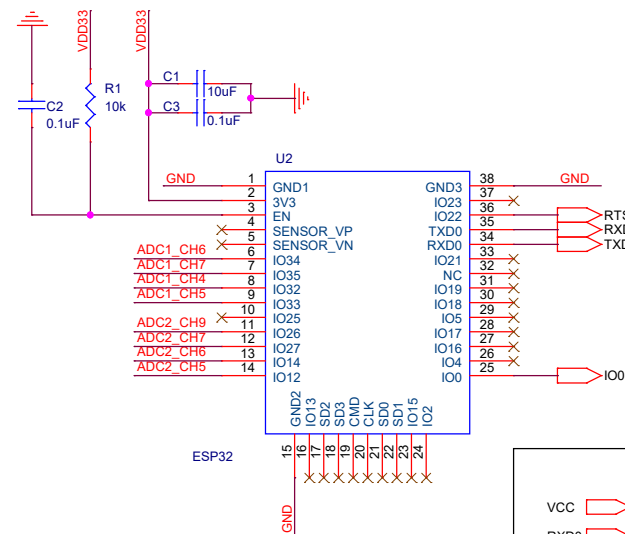 VDD33
VDD33
C2
0.1uF
R1
10k
C1
10uF
C3
0.1uF
U2
GND
1
GND1
2
3V3
3
EN
4
SENSOR_VP
5
SENSOR_VN
ADC1_CH6
6
IO34
ADC1_CH7
7
IO35
ADC1_CH4
8
IO32
ADC1_CH5
9
IO33
10
IO25
ADC2_CH9
11
IO26
ADC2_CH7
12
IO27
ADC2_CH6
13
IO14
ADC2_CH5
14
IO12
GND3
38
GND
IO23
37
IO22
36
RTS
TXD0
35
RXD
RXD0
34
TXD
IO21
33
NC
32
IO19
31
IO18
30
IO5
29
IO17
28
IO16
27
IO4
26
IO0
25
IO0
GND2
IO13
SD2
SD3
CMD
CLK
SD0
SD1
IO15
IO2
15
16
17
18
19
20
21
22
23
24
ESP32
GND
VCC